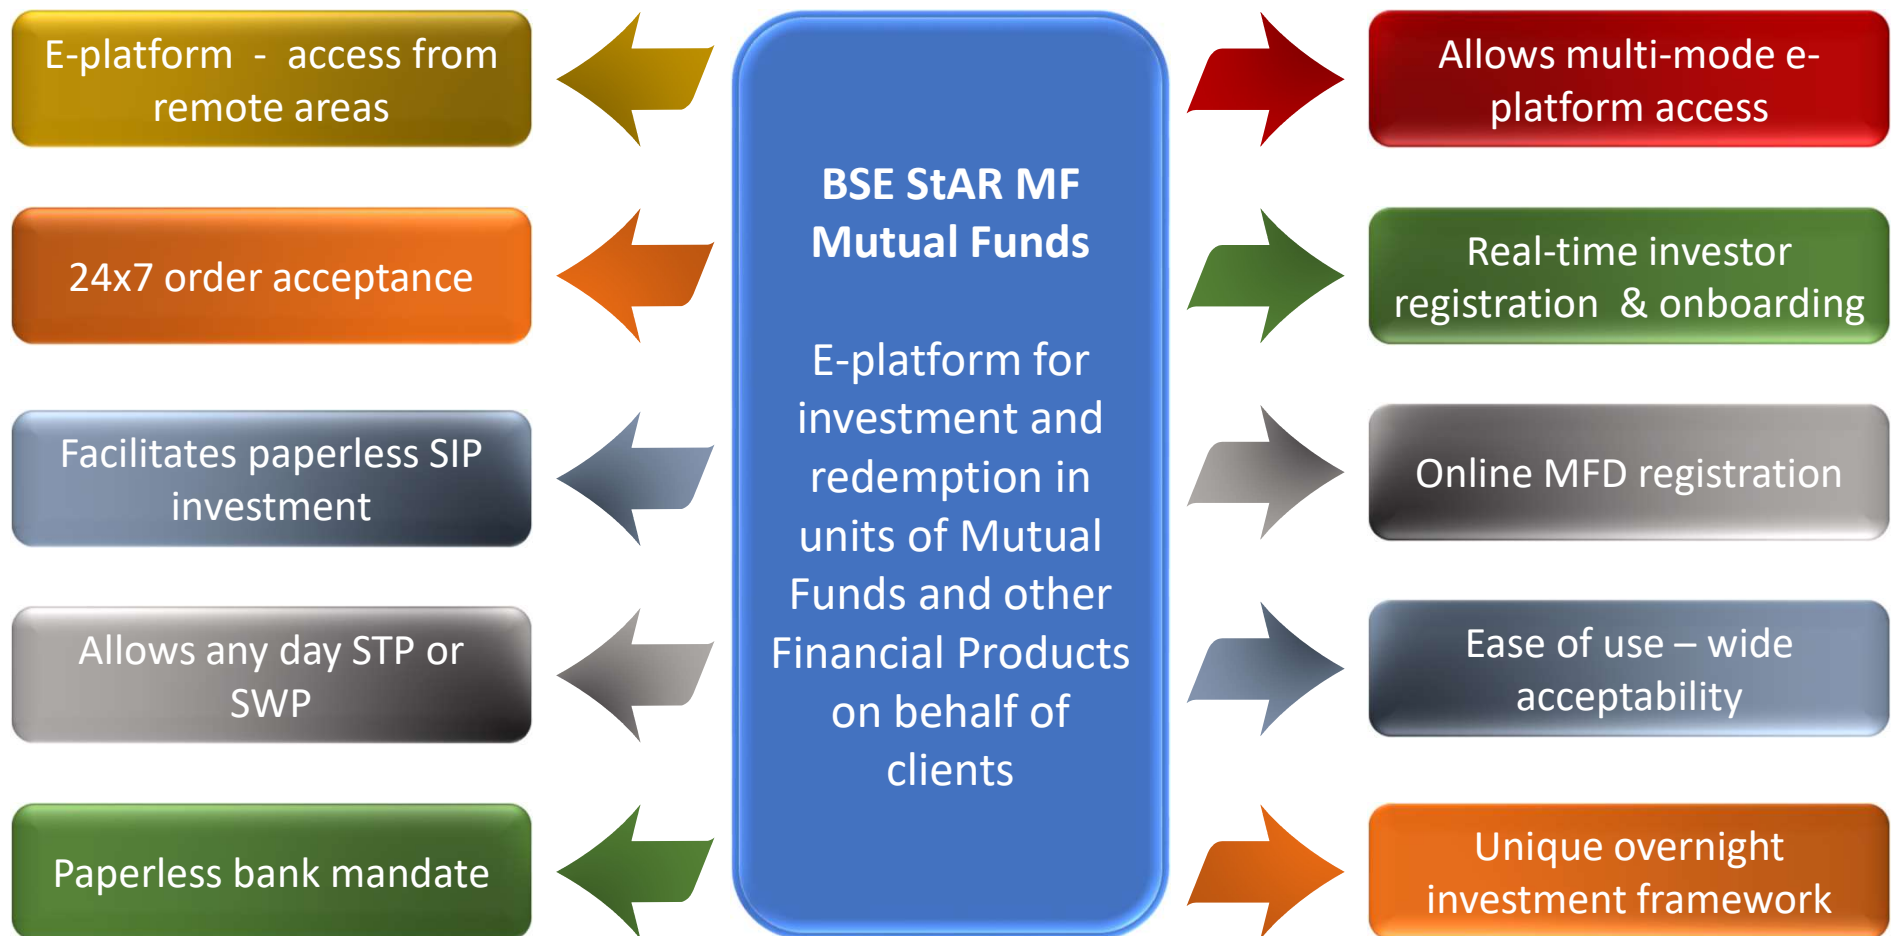 E-platform - access from
remote areas
24x7 order acceptance
Facilitates paperless SIP
investment
Allows any day STP or
SWP
Paperless bank mandate
BSE StAR MF
Mutual Funds
E-platform for
investment and
redemption in
units of Mutual
Funds and other
Financial Products
on behalf of
clients
Allows multi-mode e-
platform access
Real-time investor
registration & onboarding
Online MFD registration
Ease of use – wide
acceptability
Unique overnight
investment framework